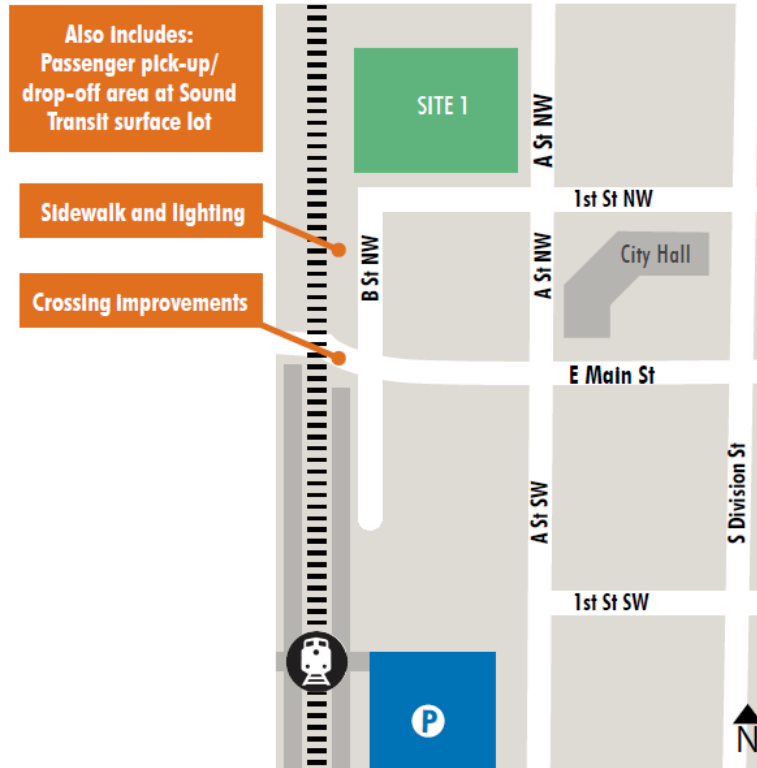 Also includes:
Passenger pick-up/
drop-off area at Sound
Transit surface lot
SITE 1
A St NW
Sidewalk and lighting
1st St NW
B St NW
A St NW
City Hall
Crossing improvements
E Main St
A St SW
S Division St
1st St SW
P
N